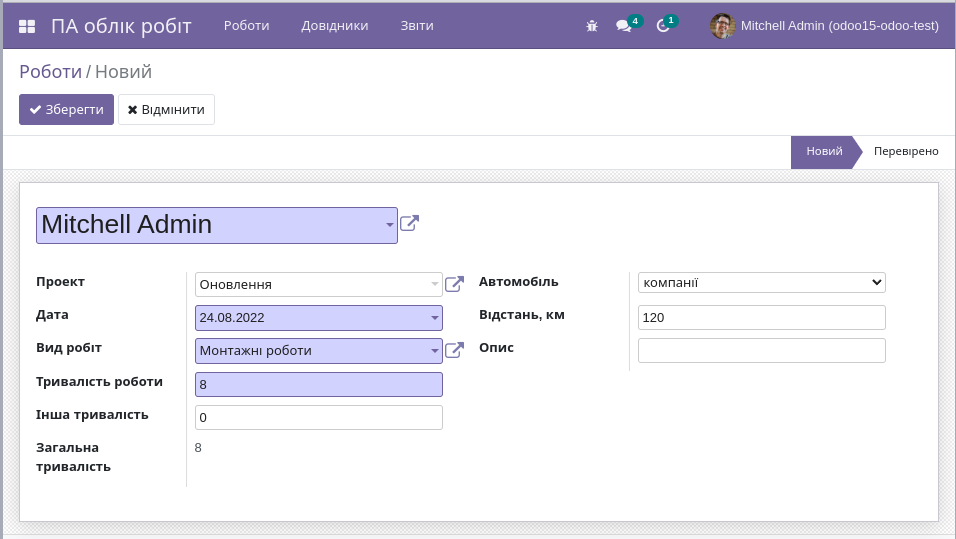 ПА облік робіт Роботи Довідники Звіти 4 1 Mitchell Admin (odoo15-odoo-test)
Роботи / Новий
Зберегти Відмінити
Новий Перевірено
Mitchell Admin
Проект Оновлення Автомобіль компанії
Дата 24.08.2022 Відстань, км 120
Вид робіт Монтажні роботи Опис
Тривалість роботи 8
Інша тривалість 0
Загальна 8
тривалість